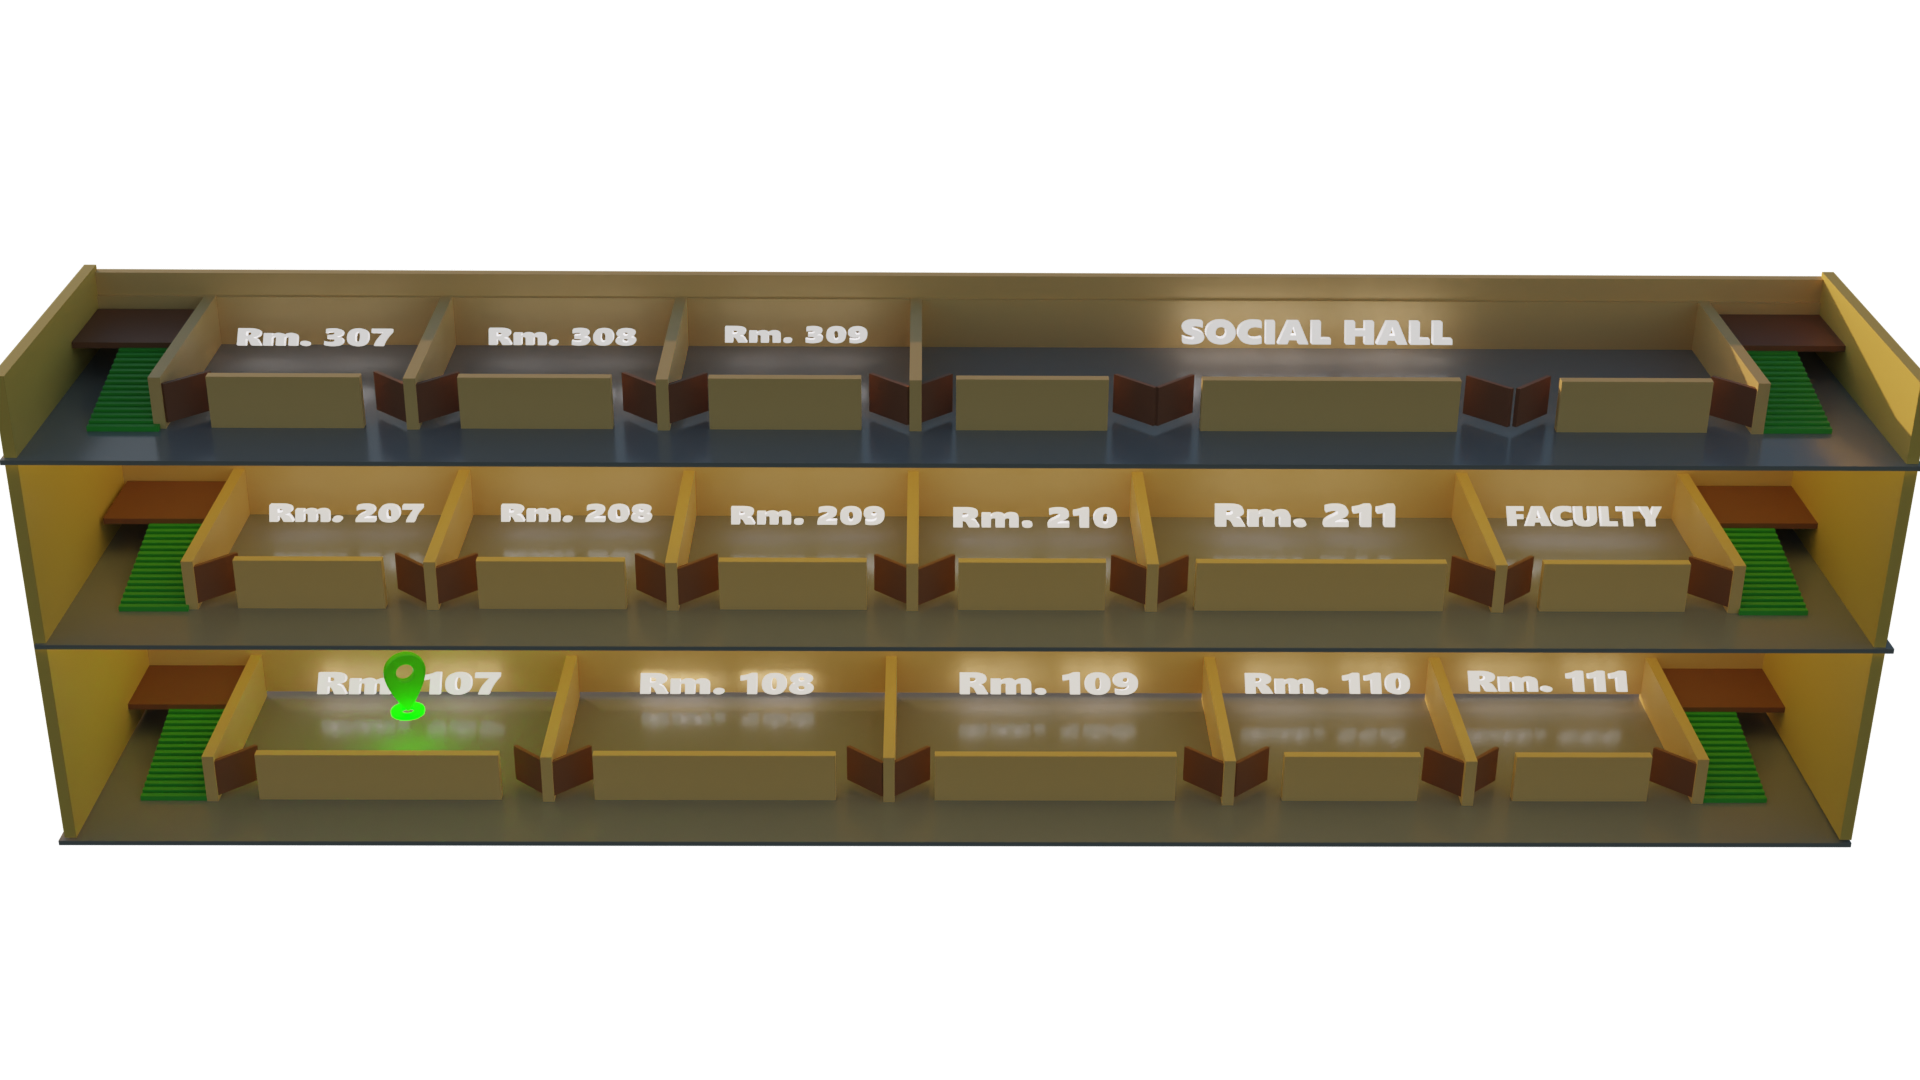 Rm. 307 Rm. 308 Rm. 309 SOCIAL HALL
Rm. 207 Rm. 208 Rm. 209 Rm. 210 Rm. 211 FACULTY
Rm. 107 Rm. 108 Rm. 109 Rm. 110 Rm. 111